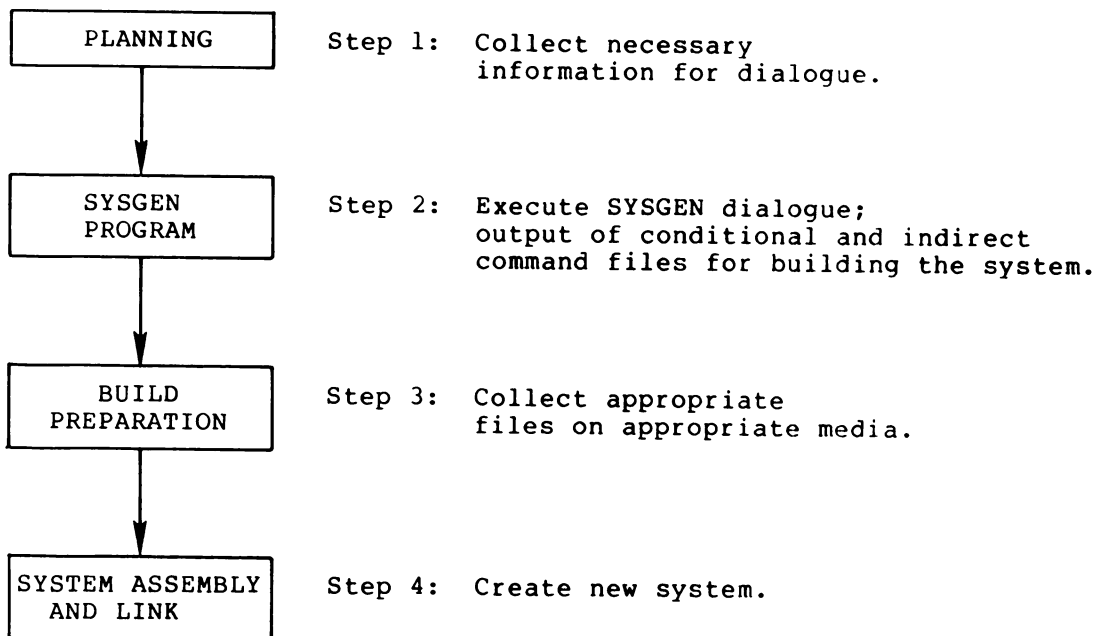 PLANNING
Step 1: Collect necessary
information for dialogue.
SYSGEN
PROGRAM
Step 2: Execute SYSGEN dialogue;
output of conditional and indirect
command files for building the system.
BUILD
PREPARATION
Step 3: Collect appropriate
files on appropriate media.
SYSTEM ASSEMBLY
AND LINK
Step 4: Create new system.